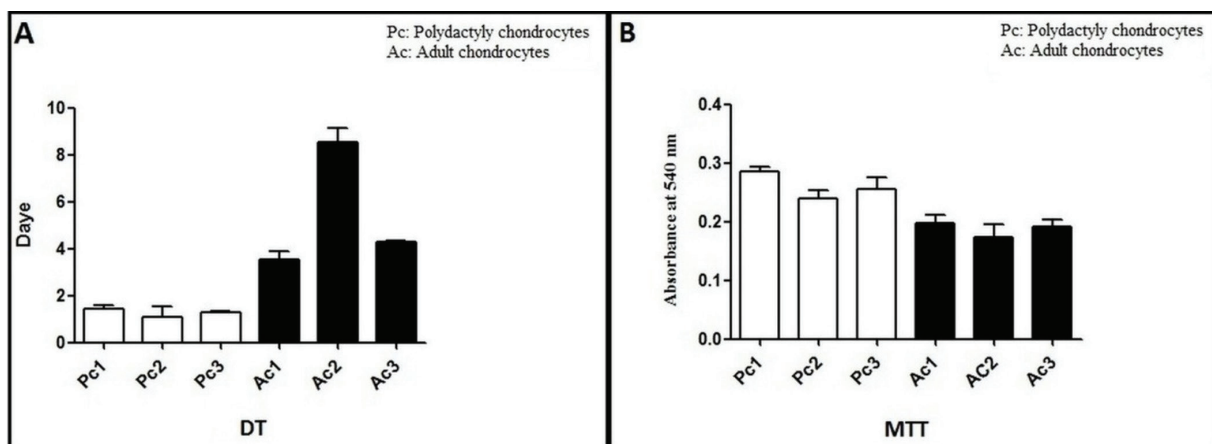 A
Pc: Polydactyly chondrocytes
Ac: Adult chondrocytes
Daye
10
8
6
4
2
0
Pc1
Pc2
Pc3
Ac1
Ac2
Ac3
DT
B
Pc: Polydactyly chondrocytes
Ac: Adult chondrocytes
Absorbance at 540 nm
0.4
0.3
0.2
0.1
0.0
Pc1
Pc2
Pc3
Ac1
AC2
Ac3
MTT